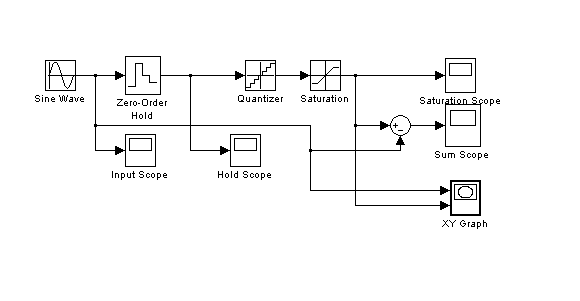 Sine Wave
Zero-Order
Hold
Quantizer
Saturation
Saturation Scope
+
−
Sum Scope
Input Scope
Hold Scope
XY Graph